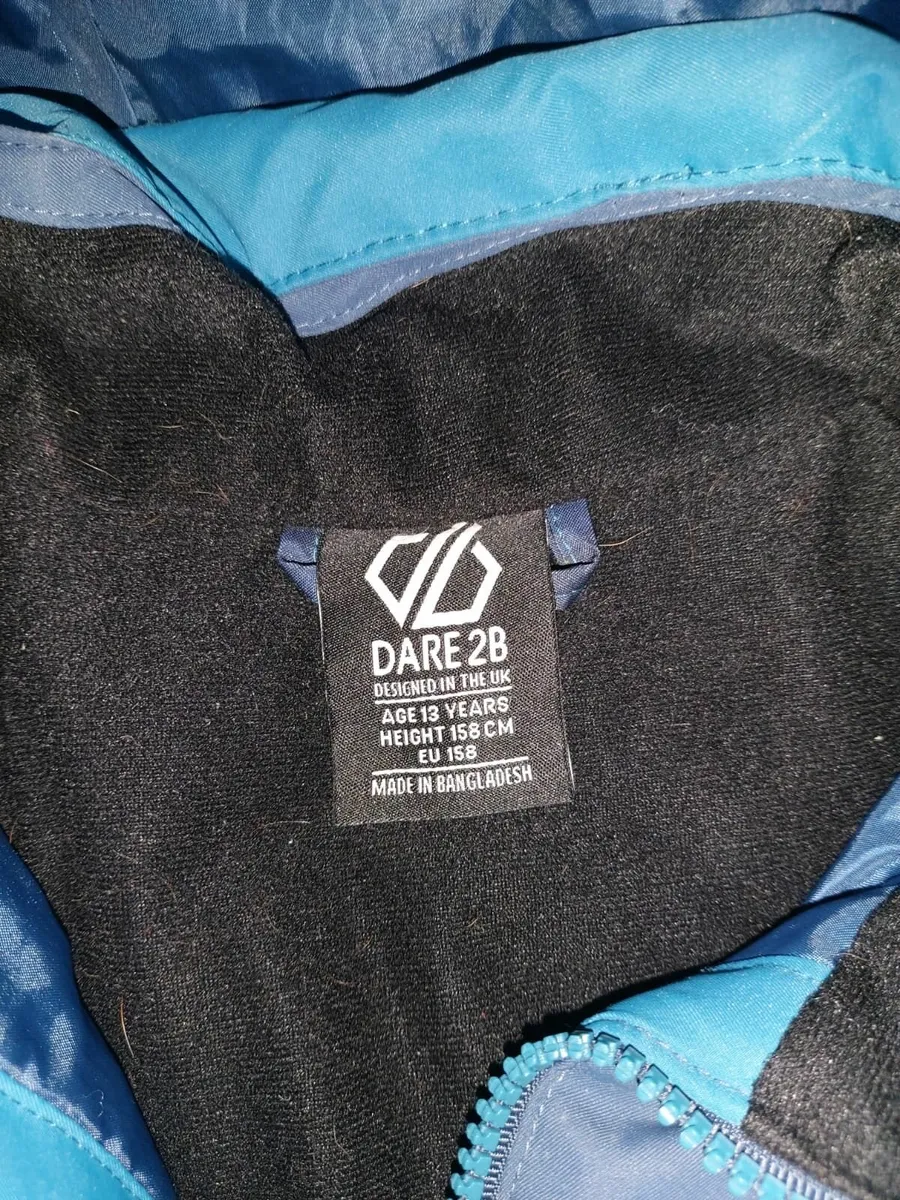 DARE 2B
DESIGNED IN THE UK
AGE 13 YEARS
HEIGHT 158 CM
EU 158
MADE IN BANGLADESH